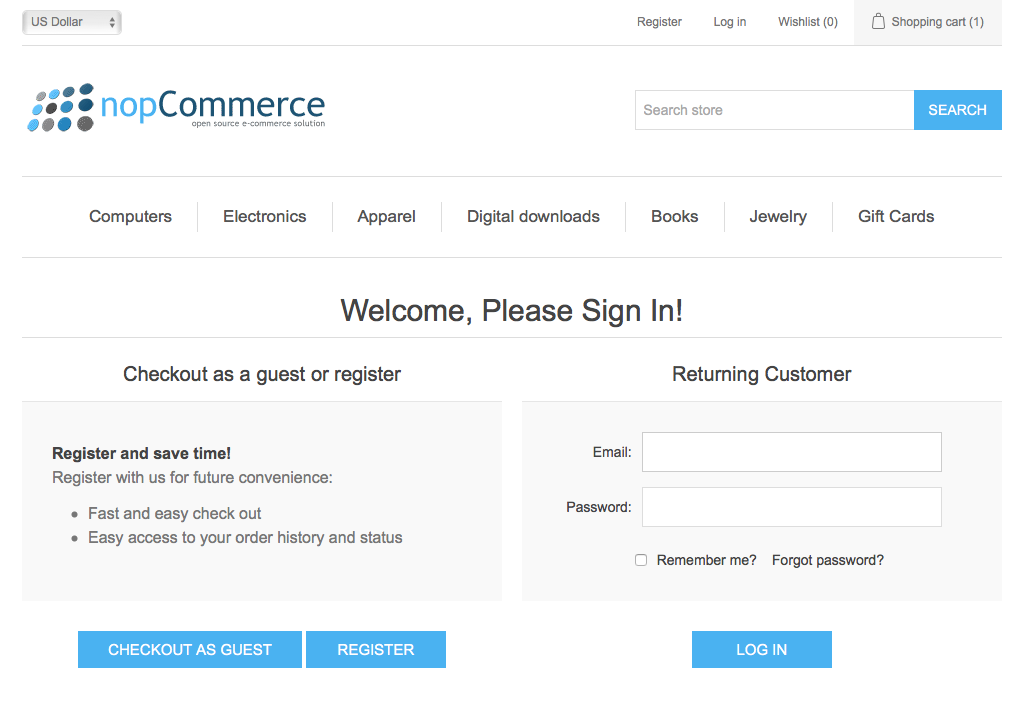 US Dollar
Register
Log in
Wishlist (0)
Shopping cart (1)
nopCommerce
open source e-commerce solution
Search store
SEARCH
Computers
Electronics
Apparel
Digital downloads
Books
Jewelry
Gift Cards
Welcome, Please Sign In!
Checkout as a guest or register
Register and save time!
Register with us for future convenience:
Fast and easy check out
Easy access to your order history and status
CHECKOUT AS GUEST
REGISTER
Returning Customer
Email:
Password:
Remember me?
Forgot password?
LOG IN